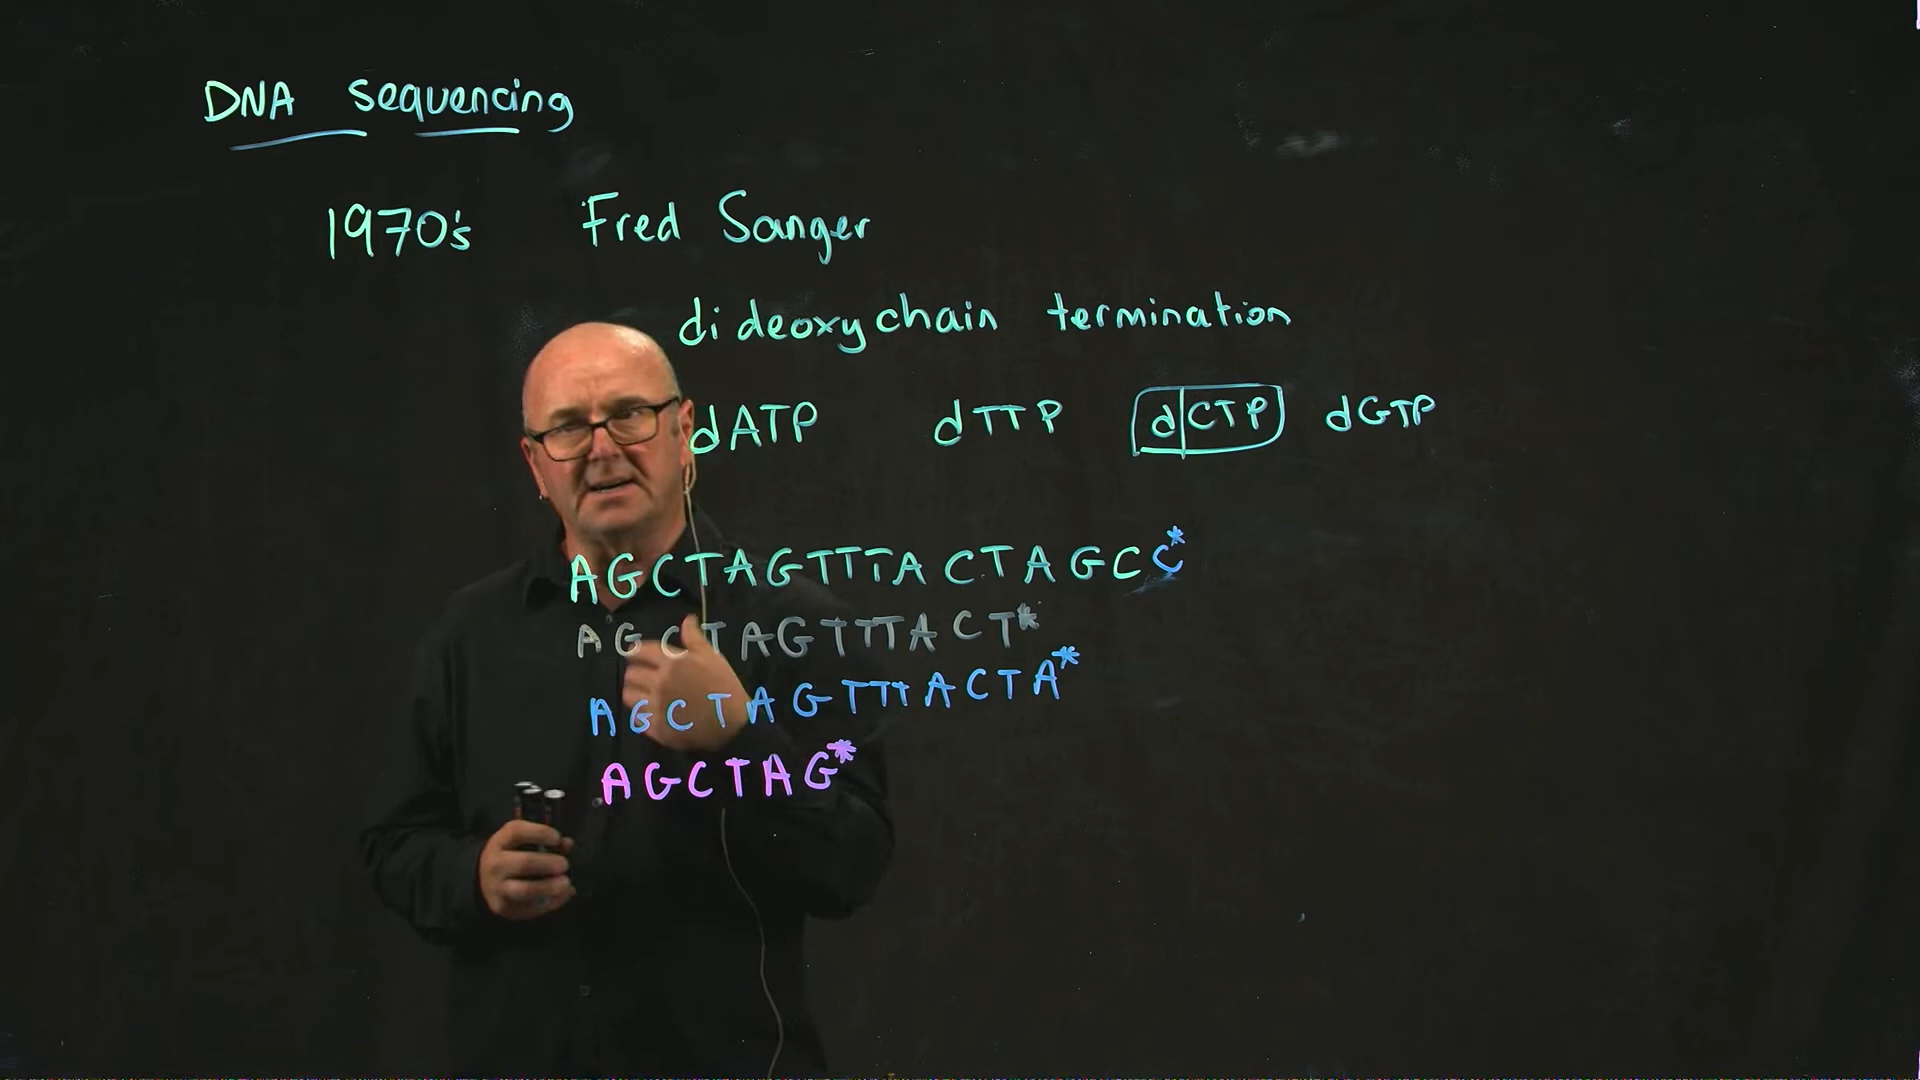 DNA sequencing
1970's Fred Sanger
dideoxychain termination
dATP dTTP dCTP dGTP
AGCTAGTTTACTAGCC*
AGCTAGTTTACT*
AGCTAGTTTACTA*
AGCTAG*